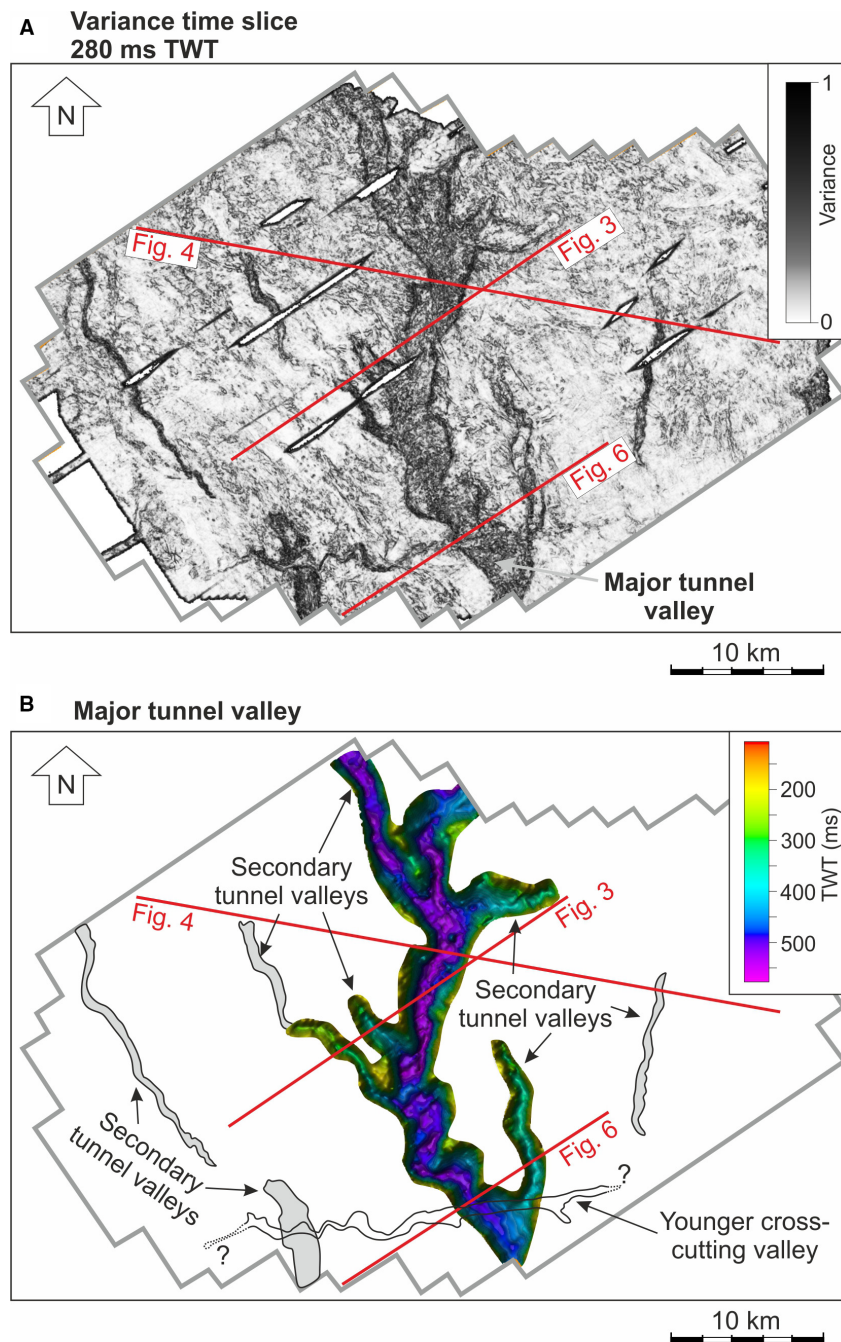 A
Variance time slice
280 ms TWT
N
1
Variance
0
Fig. 4
Fig. 3
Fig. 6
Major tunnel
valley
10 km
B
Major tunnel valley
N
200
300
400
500
TWT (ms)
Secondary
tunnel valleys
Fig. 3
Fig. 4
Secondary
tunnel valleys
Fig. 6
Secondary
tunnel valleys
?
?
Younger cross-
cutting valley
10 km